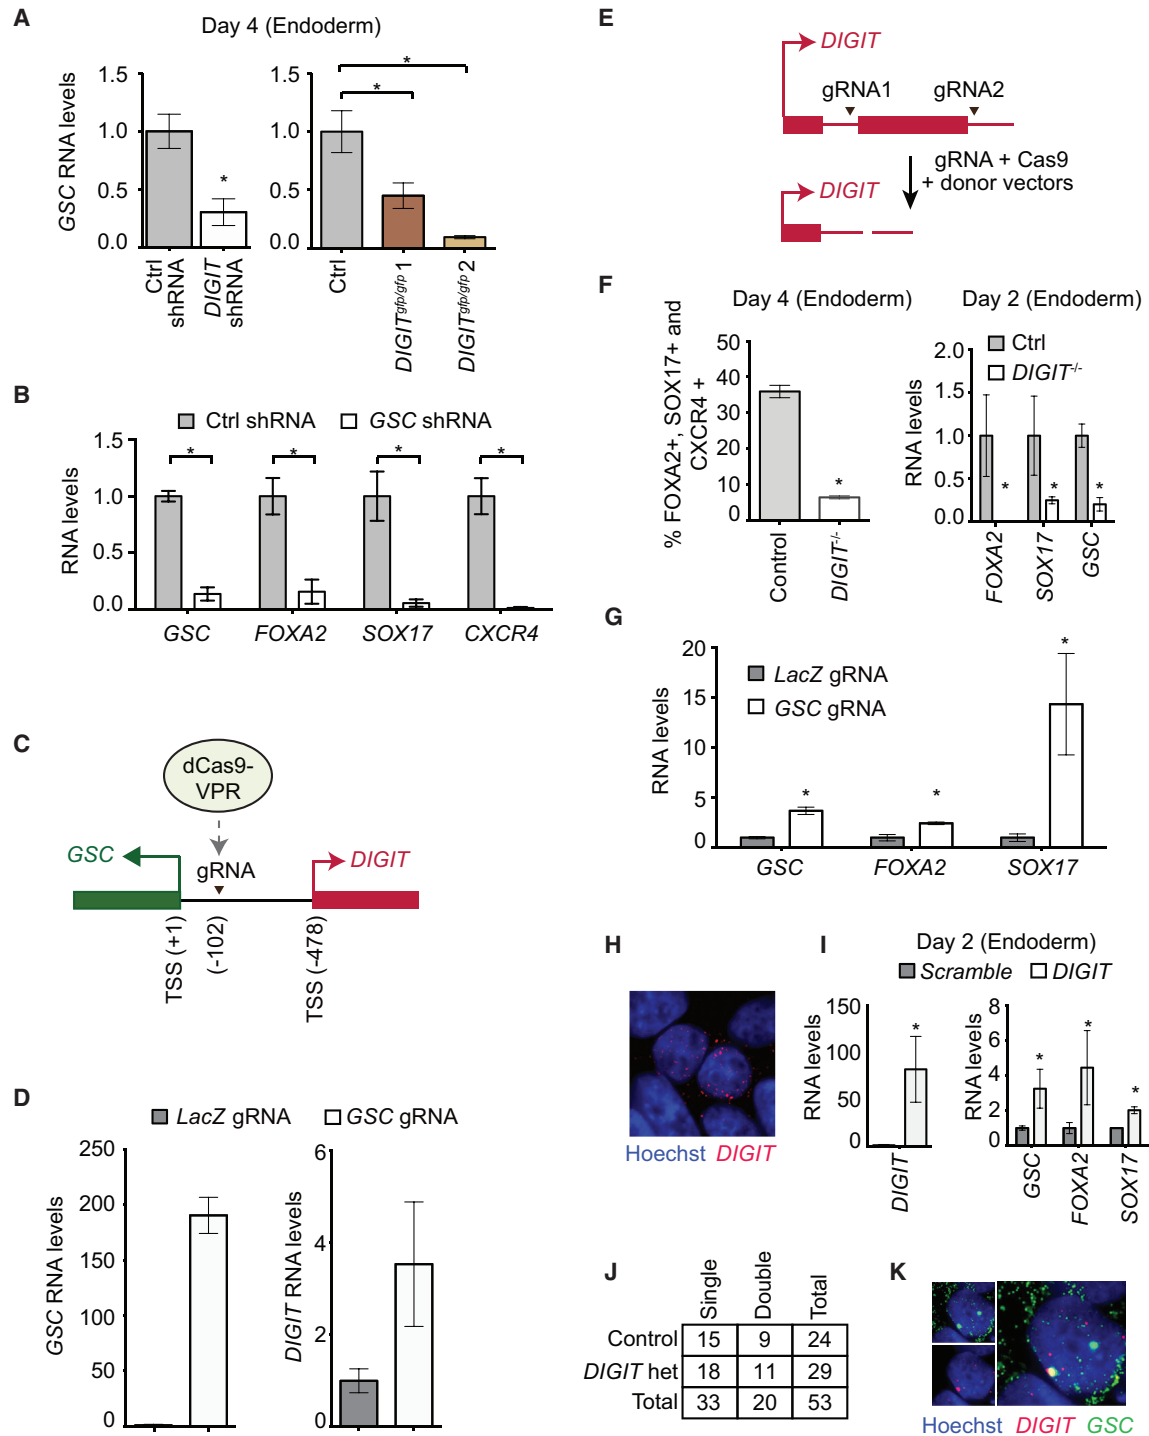 A
Day 4 (Endoderm)
GSC RNA levels
1.5
1.0
0.5
0.0
*
Ctrl
shRNA
DIGIT
shRNA
1.5
1.0
0.5
0.0
*
*
Ctrl
DIGITgfp/gfp 1
DIGITgfp/gfp 2
B
Ctrl shRNA
GSC shRNA
RNA levels
1.5
1.0
0.5
0.0
*
*
*
*
GSC
FOXA2
SOX17
CXCR4
C
dCas9-
VPR
GSC
gRNA
DIGIT
TSS (+1)
(-102)
TSS (-478)
D
LacZ gRNA
GSC gRNA
GSC RNA levels
250
200
150
100
50
0
DIGIT RNA levels
6
4
2
0
E
DIGIT
gRNA1
gRNA2
gRNA + Cas9
+ donor vectors
DIGIT
F
Day 4 (Endoderm)
% FOXA2+, SOX17+ and
CXCR4 +
50
40
30
20
10
0
*
Control
DIGIT-/-
Day 2 (Endoderm)
Ctrl
DIGIT-/-
RNA levels
2.0
1.5
1.0
0.5
0.0
*
*
*
FOXA2
SOX17
GSC
G
LacZ gRNA
GSC gRNA
RNA levels
20
15
10
5
0
*
*
*
GSC
FOXA2
SOX17
H
Hoechst DIGIT
I
Day 2 (Endoderm)
Scramble
DIGIT
RNA levels
150
100
50
0
*
DIGIT
RNA levels
8
6
4
2
0
*
*
*
GSC
FOXA2
SOX17
J
Single Double Total
Control 15 9 24
DIGIT het 18 11 29
Total 33 20 53
K
Hoechst DIGIT GSC